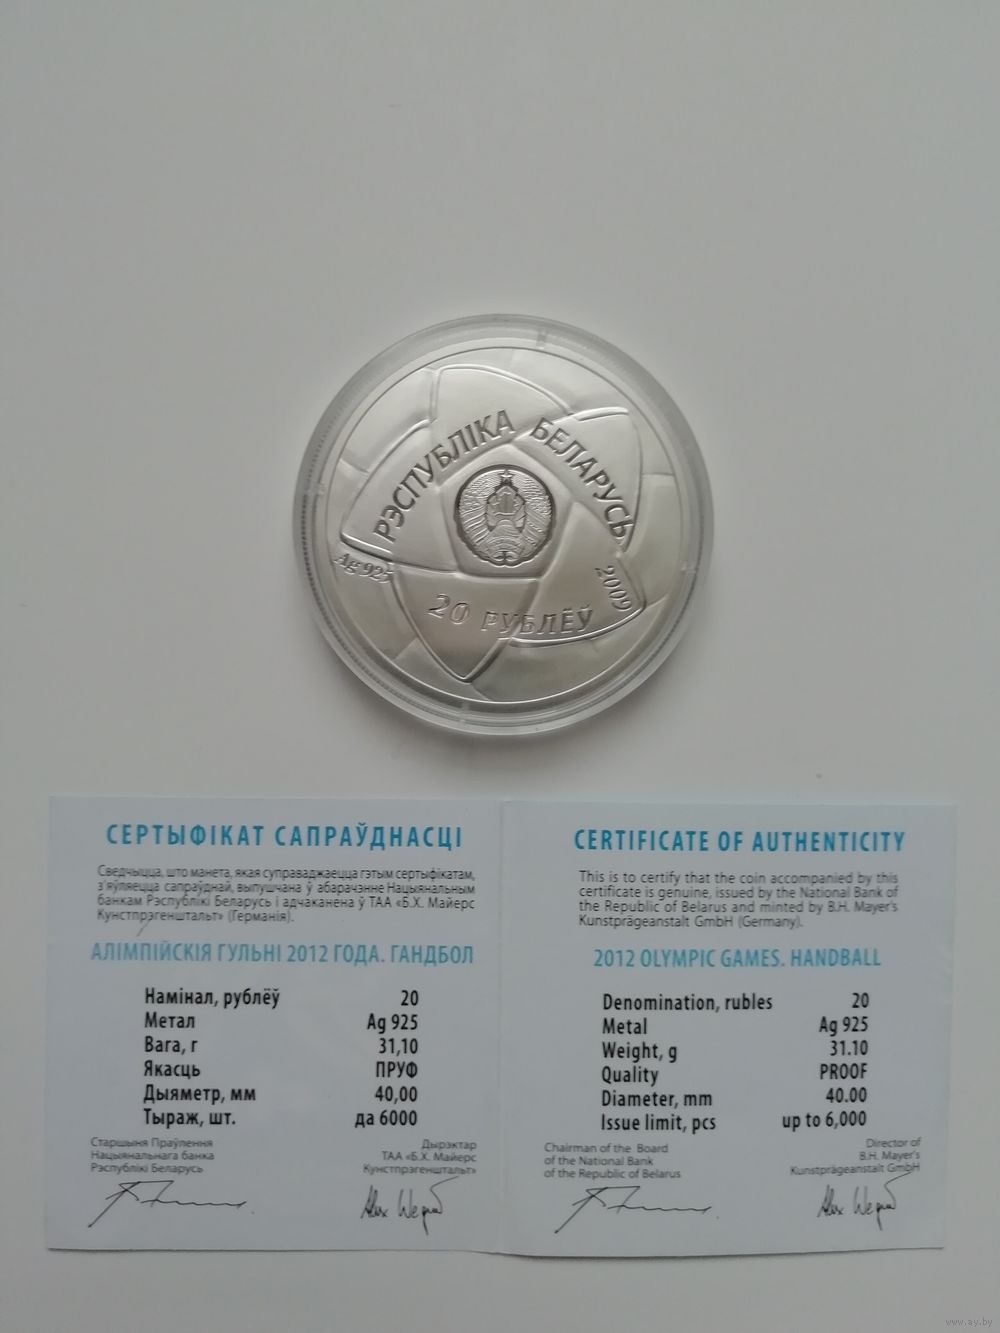 РЭСПУБЛІКА БЕЛАРУСЬ
Ag 925
2009
20 РУБЛЁЎ
СЕРТЫФІКАТ САПРАЎДНАСЦІ
Сведчыцца, што манета, якая суправаджаецца гэтым сертыфікатам,
з'яўляецца сапраўднай, выпушчана ў абарачэнне Нацыянальным
банкам Рэспублікі Беларусь і адчаканена ў ТАА «Б.Х. Майерс
Кунстпрэгенштальт» (Германія).
АЛІМПІЙСКІЯ ГУЛЬНІ 2012 ГОДА. ГАНДБОЛ
Намінал, рублёў 20
Метал Ag 925
Вага, г 31,10
Якасць ПРУФ
Дыяметр, мм 40,00
Тыраж, шт. да 6000
Старшыня Праўлення
Нацыянальнага банка
Рэспублікі Беларусь
Дырэктар
ТАА «Б.Х. Майерс
Кунстпрэгенштальт»
CERTIFICATE OF AUTHENTICITY
This is to certify that the coin accompanied by this
certificate is genuine, issued by the National Bank of
the Republic of Belarus and minted by B.H. Mayer's
Kunstprägeanstalt GmbH (Germany).
2012 OLYMPIC GAMES. HANDBALL
Denomination, rubles 20
Metal Ag 925
Weight, g 31.10
Quality PROOF
Diameter, mm 40.00
Issue limit, pcs up to 6,000
Chairman of the Board
of the National Bank
of the Republic of Belarus
Director of
B.H. Mayer's
Kunstprägeanstalt GmbH
www.ay.by